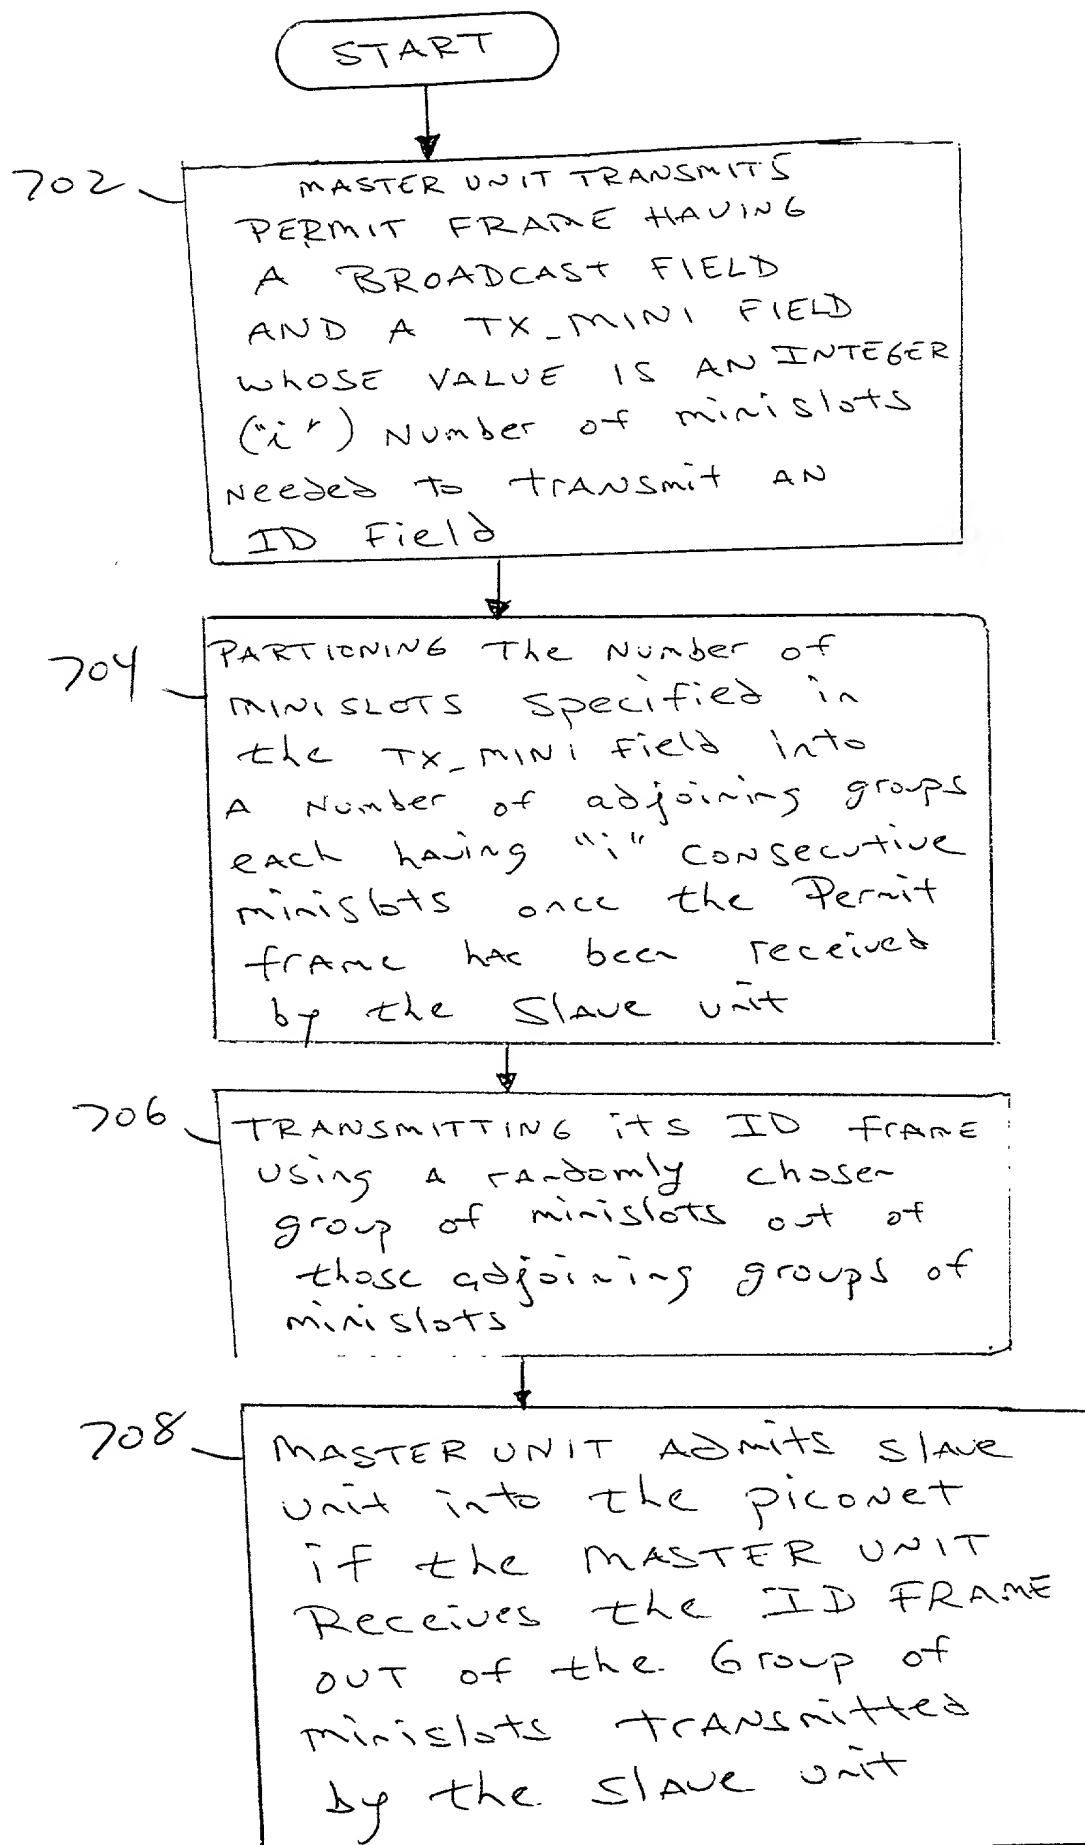 START
702
MASTER UNIT TRANSMITS
PERMIT FRAME HAVING
A BROADCAST FIELD
AND A TX_MINI FIELD
WHOSE VALUE IS AN INTEGER
("i") Number of minislots
Needed to transmit AN
ID Field
704
PARTIONING The Number of
MINISLOTS Specified in
the TX_MINI Field into
A Number of adjoining groups
each having "i" consecutive
minislots once the Permit
frame has been received
by the Slave unit
706
TRANSMITTING its ID frame
using a randomly chosen
group of minislots out of
those adjoining groups of
minislots
708
MASTER UNIT Admits slave
unit into the piconet
if the MASTER UNIT
Receives the ID FRAME
OUT of the Group of
minislots transmitted
by the slave unit